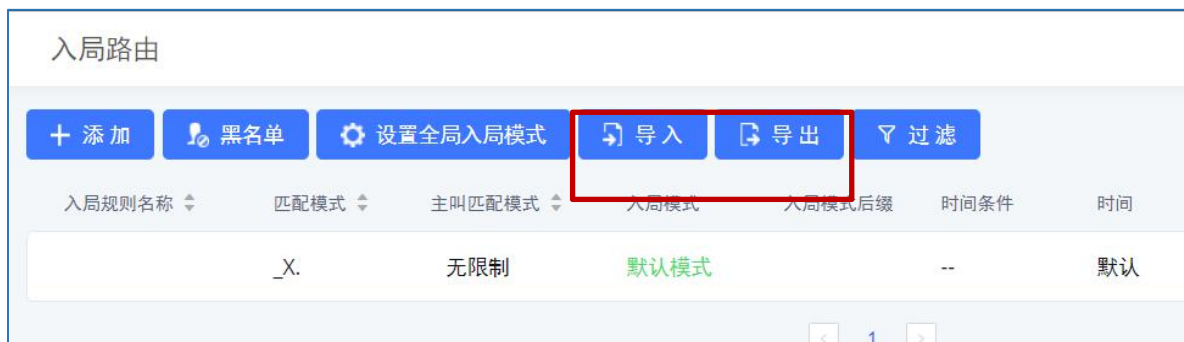 入局路由
添加 黑名单 设置全局入局模式 导入 导出 过滤
入局规则名称 匹配模式 主叫匹配模式 入局模式 入局模式后缀 时间条件 时间
_X. 无限制 默认模式 -- 默认
< 1 >